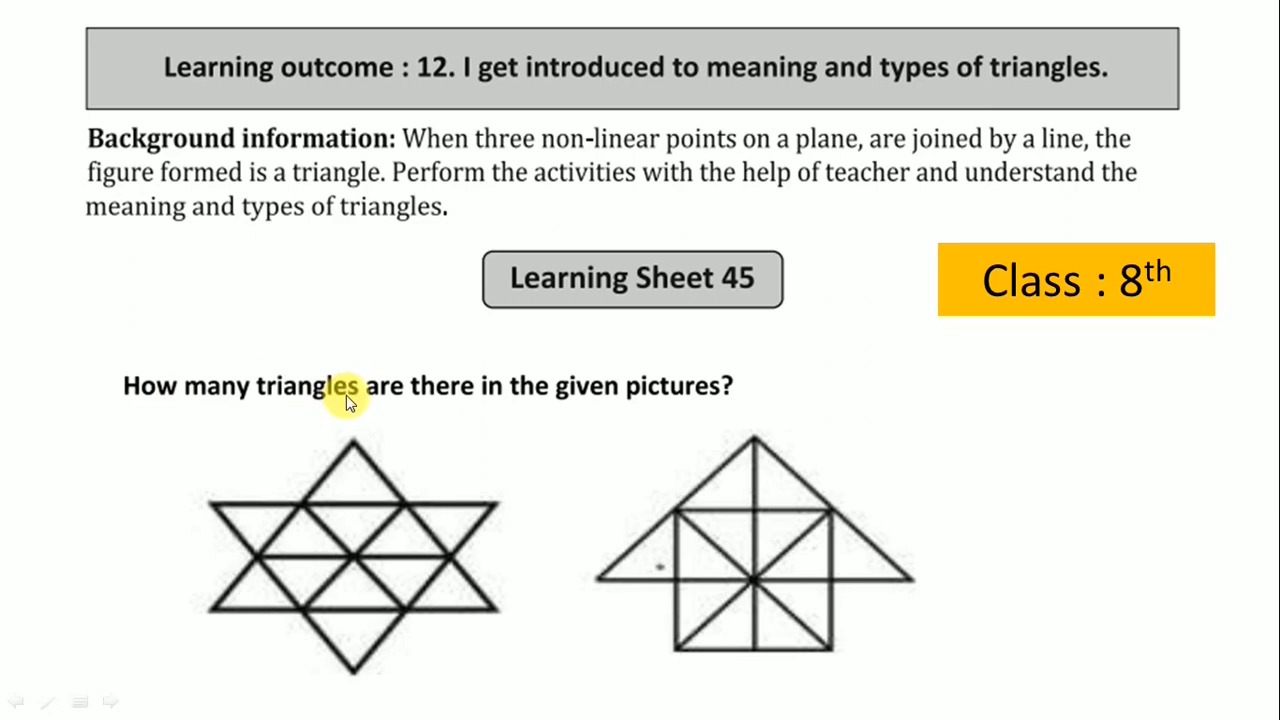 Learning outcome : 12. I get introduced to meaning and types of triangles.
Background information: When three non-linear points on a plane, are joined by a line, the
figure formed is a triangle. Perform the activities with the help of teacher and understand the
meaning and types of triangles.
Learning Sheet 45
Class : 8th
How many triangles are there in the given pictures?